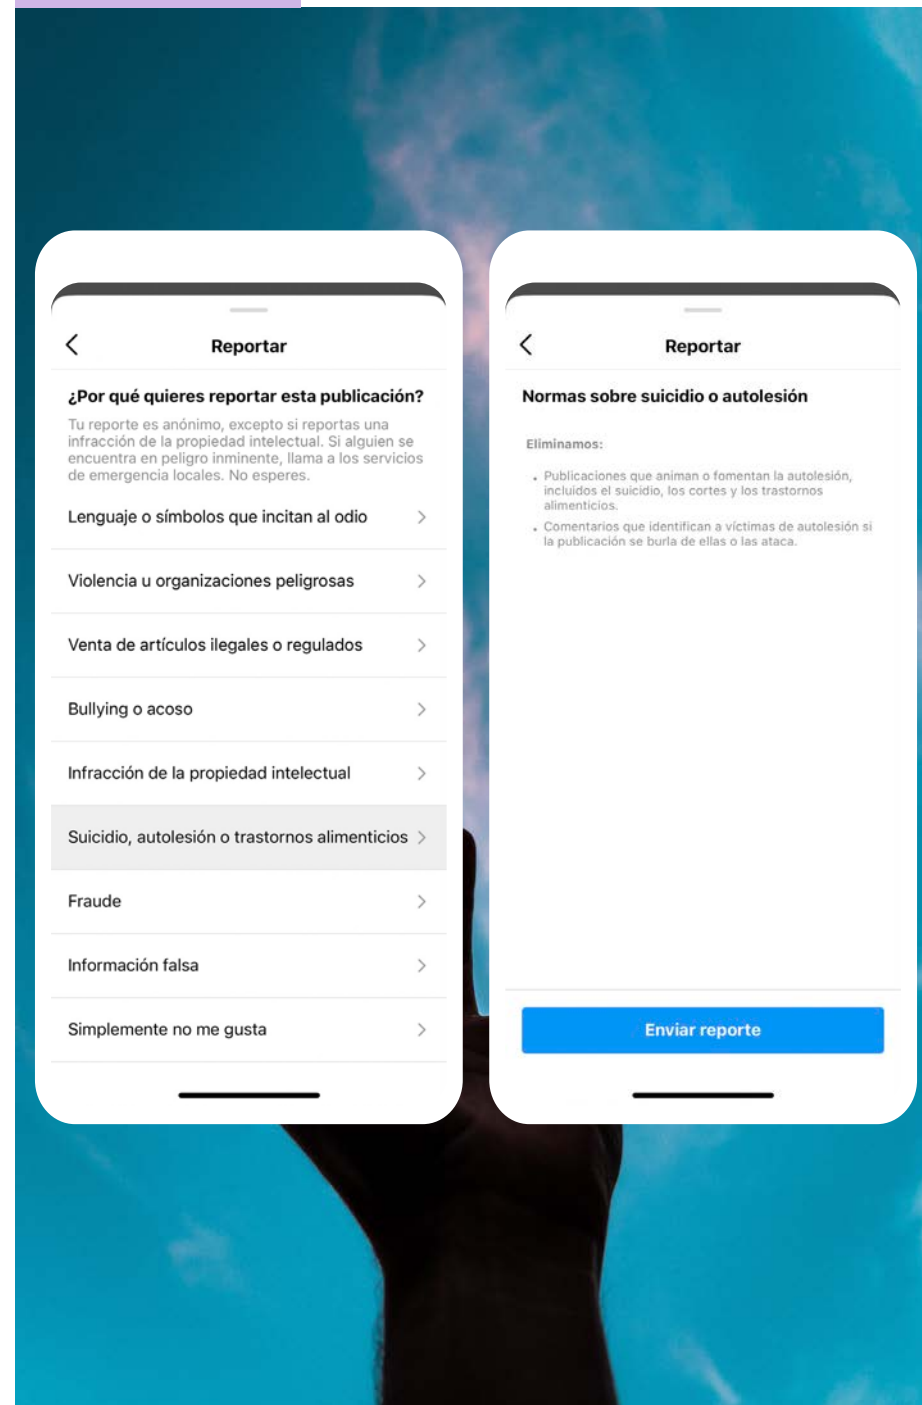 Reportar
¿Por qué quieres reportar esta publicación?
Tu reporte es anónimo, excepto si reportas una
infracción de la propiedad intelectual. Si alguien se
encuentra en peligro inminente, llama a los servicios
de emergencia locales. No esperes.
Lenguaje o símbolos que incitan al odio
Violencia u organizaciones peligrosas
Venta de artículos ilegales o regulados
Bullying o acoso
Infracción de la propiedad intelectual
Suicidio, autolesión o trastornos alimenticios
Fraude
Información falsa
Simplemente no me gusta
Reportar
Normas sobre suicidio o autolesión
Eliminamos:
• Publicaciones que animan o fomentan la autolesión,
incluidos el suicidio, los cortes y los trastornos
alimenticios.
• Comentarios que identifican a víctimas de autolesión si
la publicación se burla de ellas o las ataca.
Enviar reporte